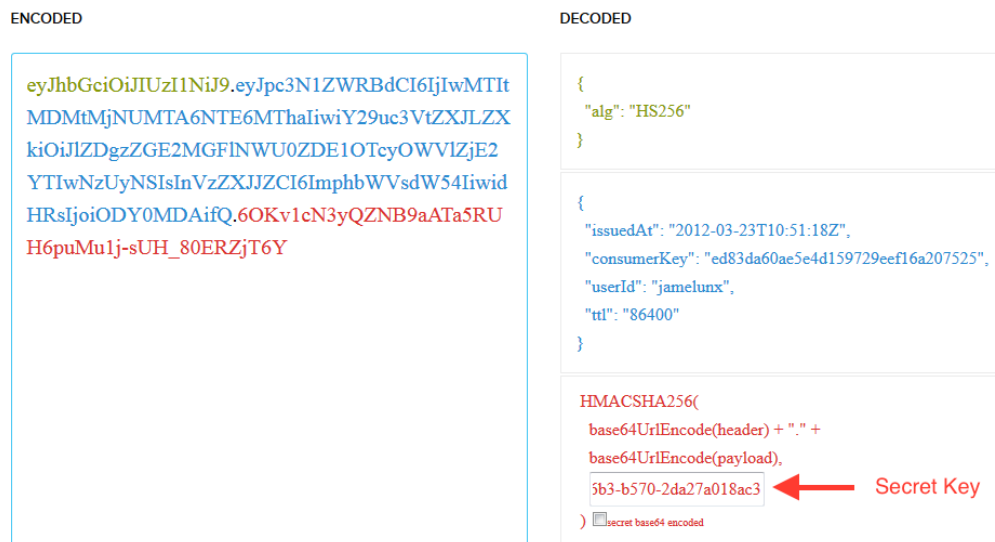 ENCODED
eyJhbGciOiJIUzI1NiJ9.eyJpc3N1ZWRBdCI6IjIwMTIt
MDMtMjNUMTA6NTE6MThaIiwiY29uc3VtZXJLZX
kiOiJlZDgzZGE2MGFlNWU0ZDE1OTcyOWVlZjE2
YTIwNzUyNSIsInVzZXJJZCI6ImphbWVsdW54Iiwid
HRsIjoiODY0MDAifQ.6OKv1cN3yQZNB9aATa5RU
H6puMu1j-sUH_80ERZjT6Y
DECODED
{
"alg": "HS256"
}
{
"issuedAt": "2012-03-23T10:51:18Z",
"consumerKey": "ed83da60ae5e4d159729eef16a207525",
"userId": "jamelunx",
"ttl": "86400"
}
HMACSHA256(
base64UrlEncode(header) + "." +
base64UrlEncode(payload),
5b3-b570-2da27a018ac3 Secret Key
) secret base64 encoded